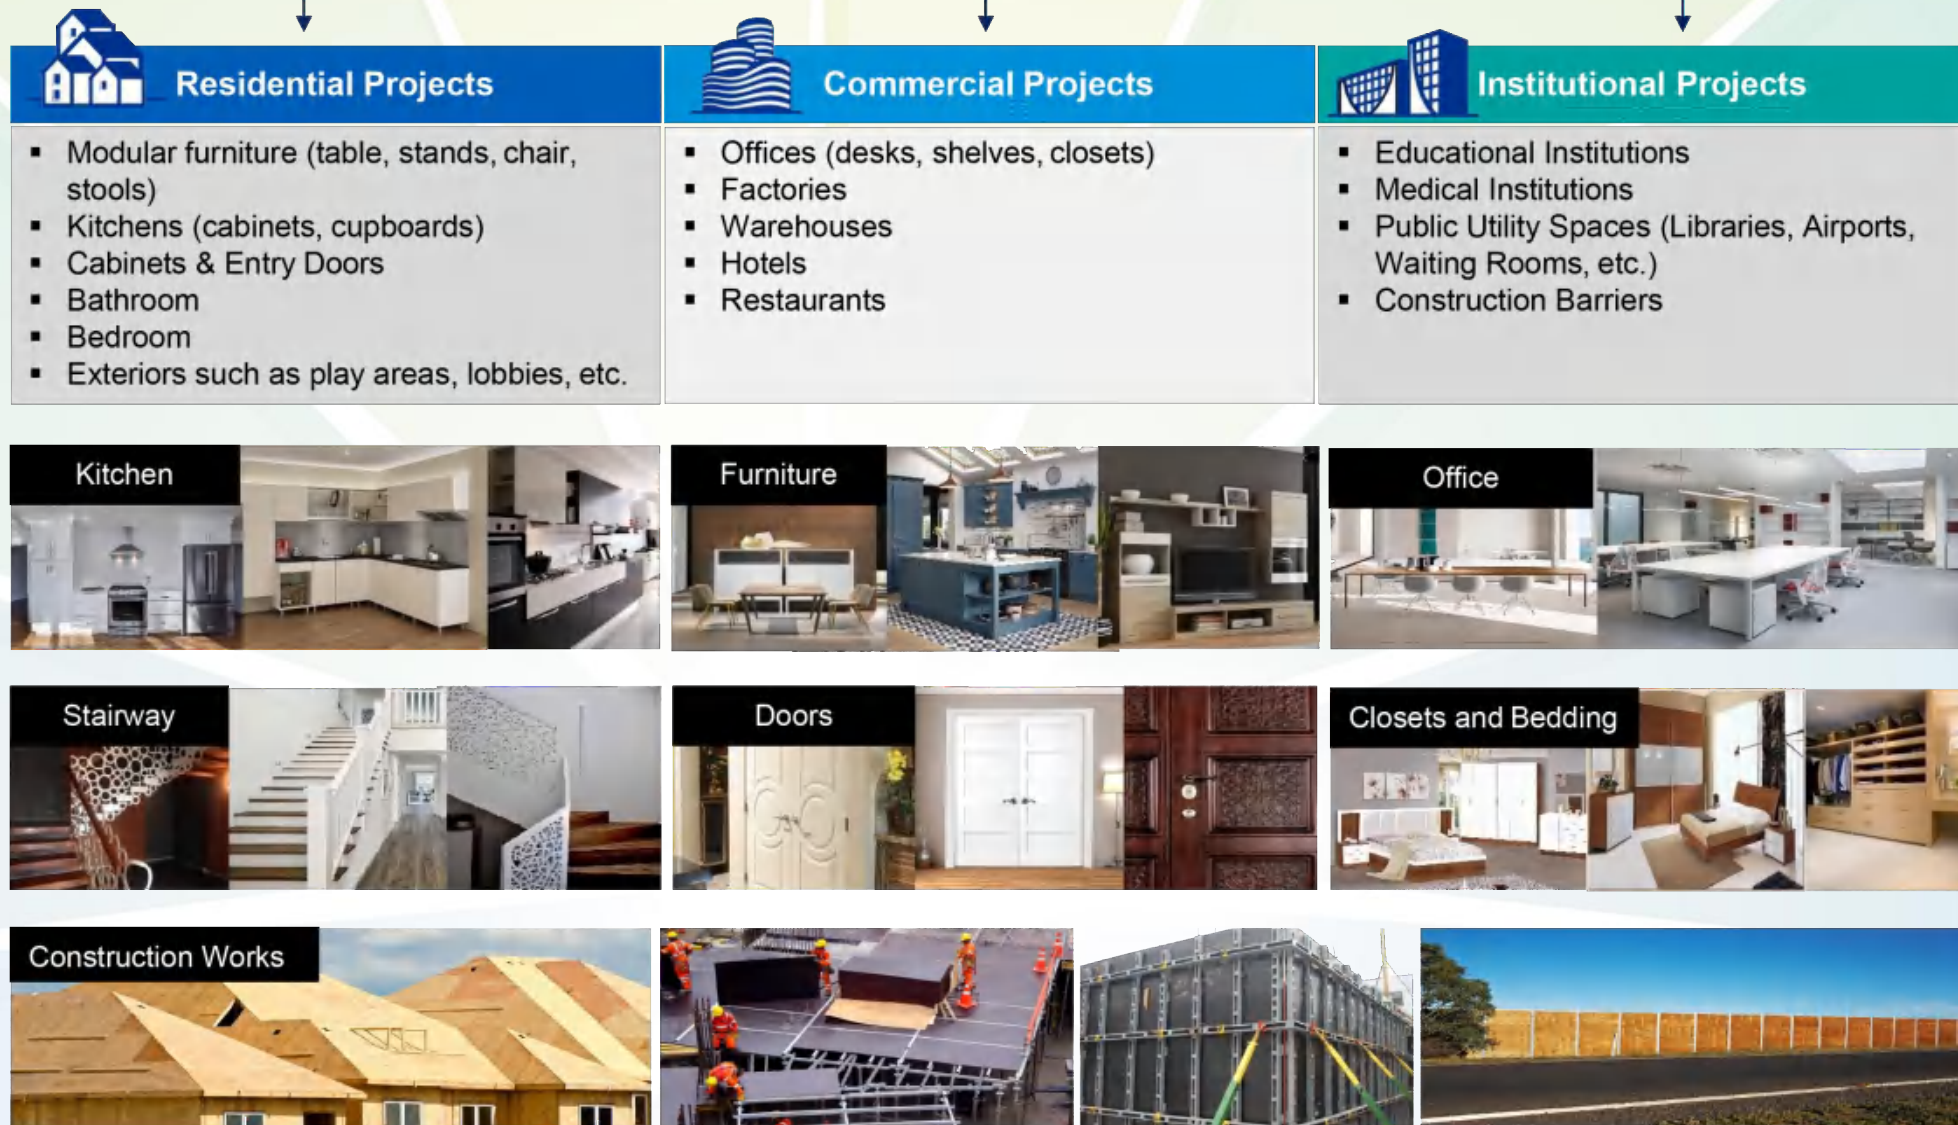 Residential Projects
Commercial Projects
Institutional Projects
▪ Modular furniture (table, stands, chair,
stools)
▪ Kitchens (cabinets, cupboards)
▪ Cabinets & Entry Doors
▪ Bathroom
▪ Bedroom
▪ Exteriors such as play areas, lobbies, etc.
▪ Offices (desks, shelves, closets)
▪ Factories
▪ Warehouses
▪ Hotels
▪ Restaurants
▪ Educational Institutions
▪ Medical Institutions
▪ Public Utility Spaces (Libraries, Airports,
Waiting Rooms, etc.)
▪ Construction Barriers
Kitchen
Furniture
Office
Stairway
Doors
Closets and Bedding
Construction Works